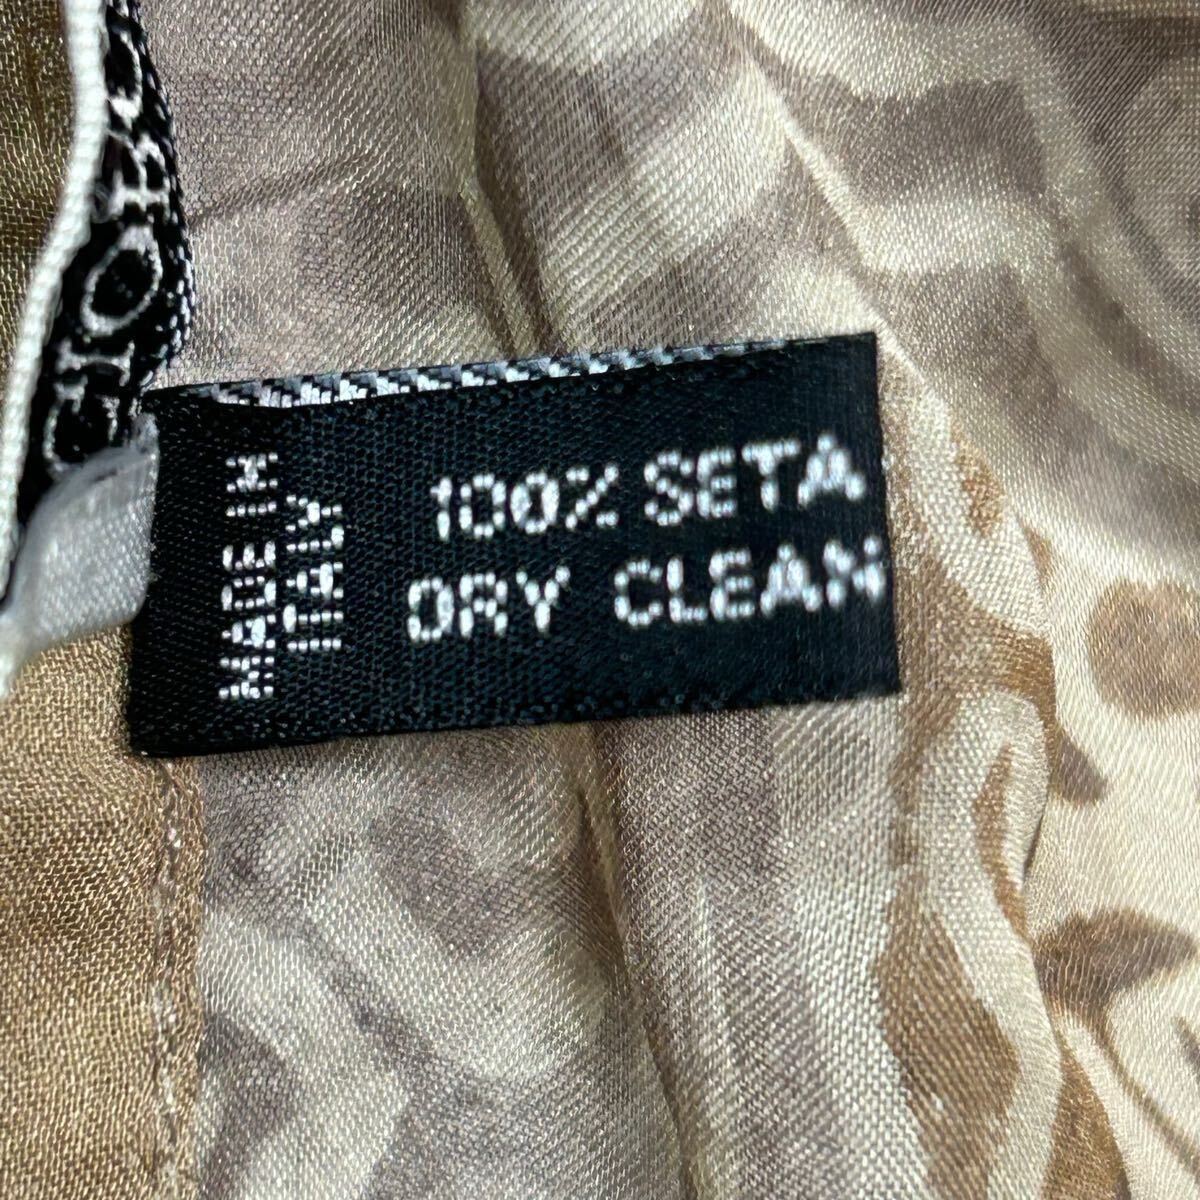 MADE IN
ITALY
100% SETA
DRY CLEAN